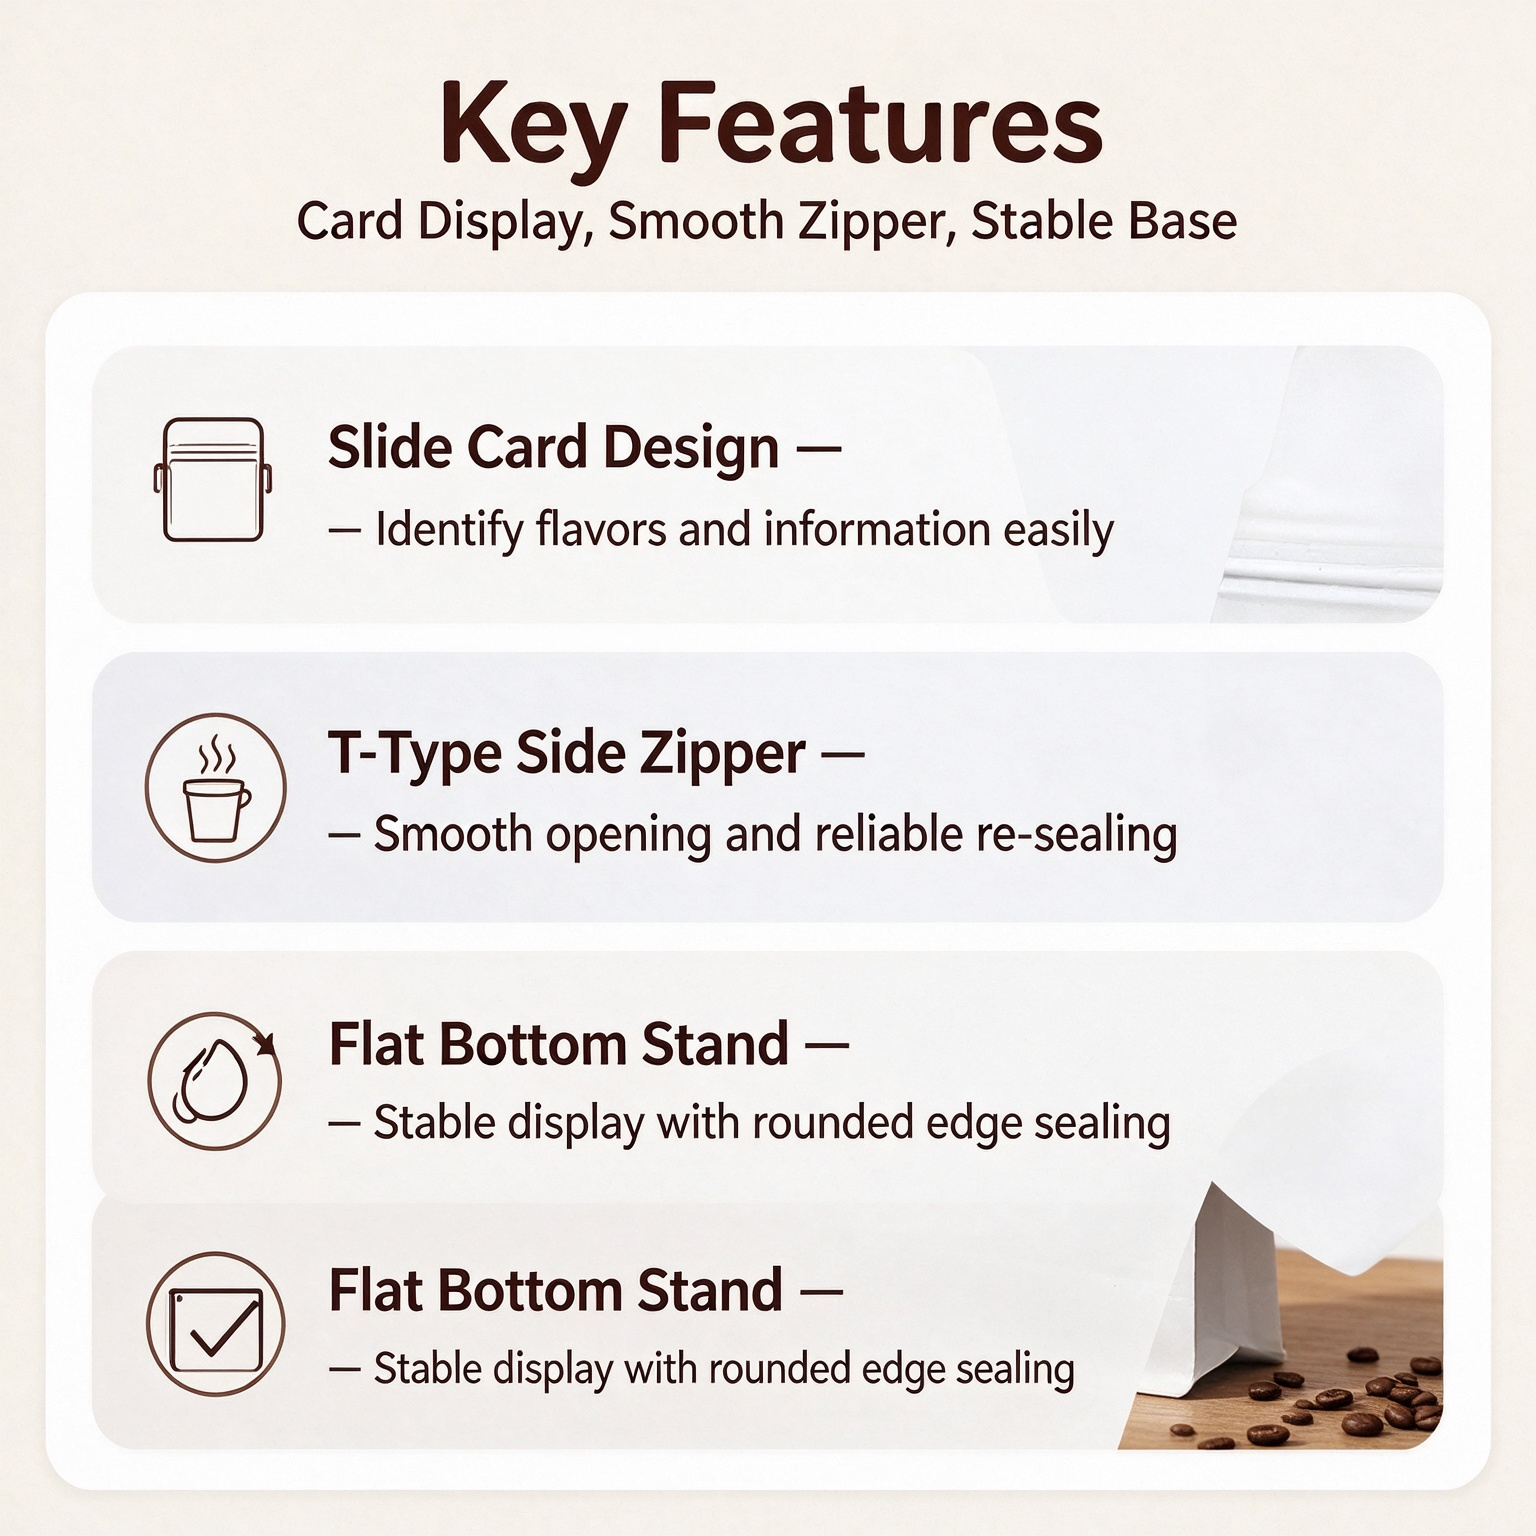 Key Features
Card Display, Smooth Zipper, Stable Base
Slide Card Design —
— Identify flavors and information easily
T-Type Side Zipper —
— Smooth opening and reliable re-sealing
Flat Bottom Stand —
— Stable display with rounded edge sealing
Flat Bottom Stand —
— Stable display with rounded edge sealing